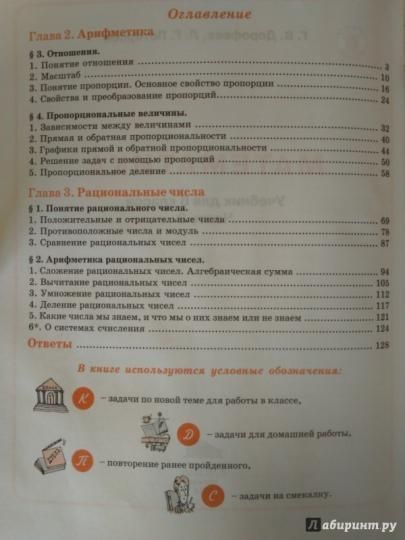 Оглавление
Глава 2. Арифметика
§ 3. Отношения.
1. Понятие отношения 3
2. Масштаб 10
3. Понятие пропорции. Основное свойство пропорции 16
4. Свойства и преобразование пропорций 24
§ 4. Пропорциональные величины.
1. Зависимости между величинами 32
2. Прямая и обратная пропорциональности 40
3. Графики прямой и обратной пропорциональности 44
4. Решение задач с помощью пропорций 50
5. Пропорциональное деление 58
Глава 3. Рациональные числа
§ 1. Понятие рационального числа.
1. Положительные и отрицательные числа 69
2. Противоположные числа и модуль 78
3. Сравнение рациональных чисел 87
§ 2. Арифметика рациональных чисел.
1. Сложение рациональных чисел. Алгебраическая сумма 94
2. Вычитание рациональных чисел 105
3. Умножение рациональных чисел 112
4. Деление рациональных чисел 117
5. Какие числа мы знаем, и что мы о них знаем или не знаем 121
6*. О системах счисления 124
Ответы 128
В книге используются условные обозначения:
К – задачи по новой теме для работы в классе,
Д – задачи для домашней работы,
П – повторение ранее пройденного,
С – задачи на смекалку.
Лабиринт.ру